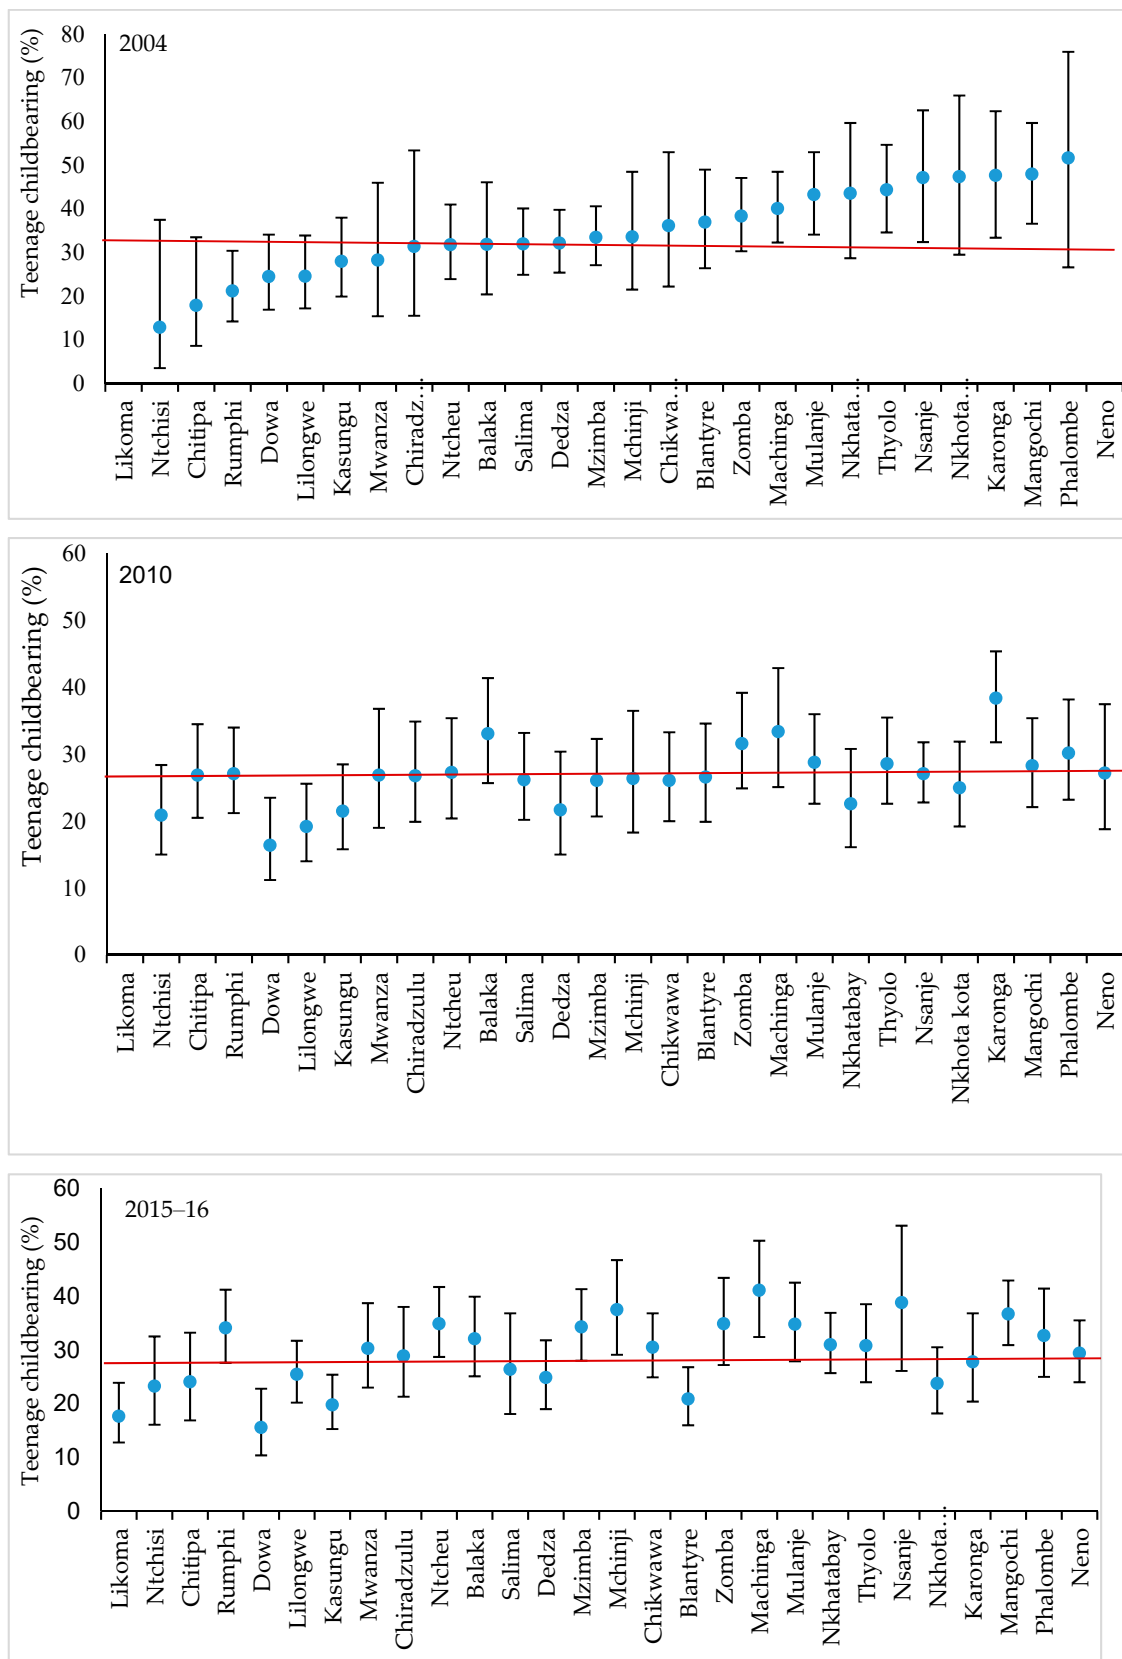 2004
Teenage childbearing (%)
80
70
60
50
40
30
20
10
0
Likoma
Ntchisi
Chitipa
Rumphi
Dowa
Lilongwe
Kasungu
Mwanza
Chiradz...
Ntcheu
Balaka
Salima
Dedza
Mzimba
Mchinji
Chikwa...
Blantyre
Zomba
Machinga
Mulanje
Nkhata...
Thyolo
Nsanje
Nkhota...
Karonga
Mangochi
Phalombe
Neno
2010
Teenage childbearing (%)
60
50
40
30
20
10
0
Likoma
Ntchisi
Chitipa
Rumphi
Dowa
Lilongwe
Kasungu
Mwanza
Chiradzulu
Ntcheu
Balaka
Salima
Dedza
Mzimba
Mchinji
Chikwawa
Blantyre
Zomba
Machinga
Mulanje
Nkhatabay
Thyolo
Nsanje
Nkhota kota
Karonga
Mangochi
Phalombe
Neno
2015–16
Teenage childbearing (%)
60
50
40
30
20
10
0
Likoma
Ntchisi
Chitipa
Rumphi
Dowa
Lilongwe
Kasungu
Mwanza
Chiradzulu
Ntcheu
Balaka
Salima
Dedza
Mzimba
Mchinji
Chikwawa
Blantyre
Zomba
Machinga
Mulanje
Nkhatabay
Thyolo
Nsanje
Nkhota...
Karonga
Mangochi
Phalombe
Neno